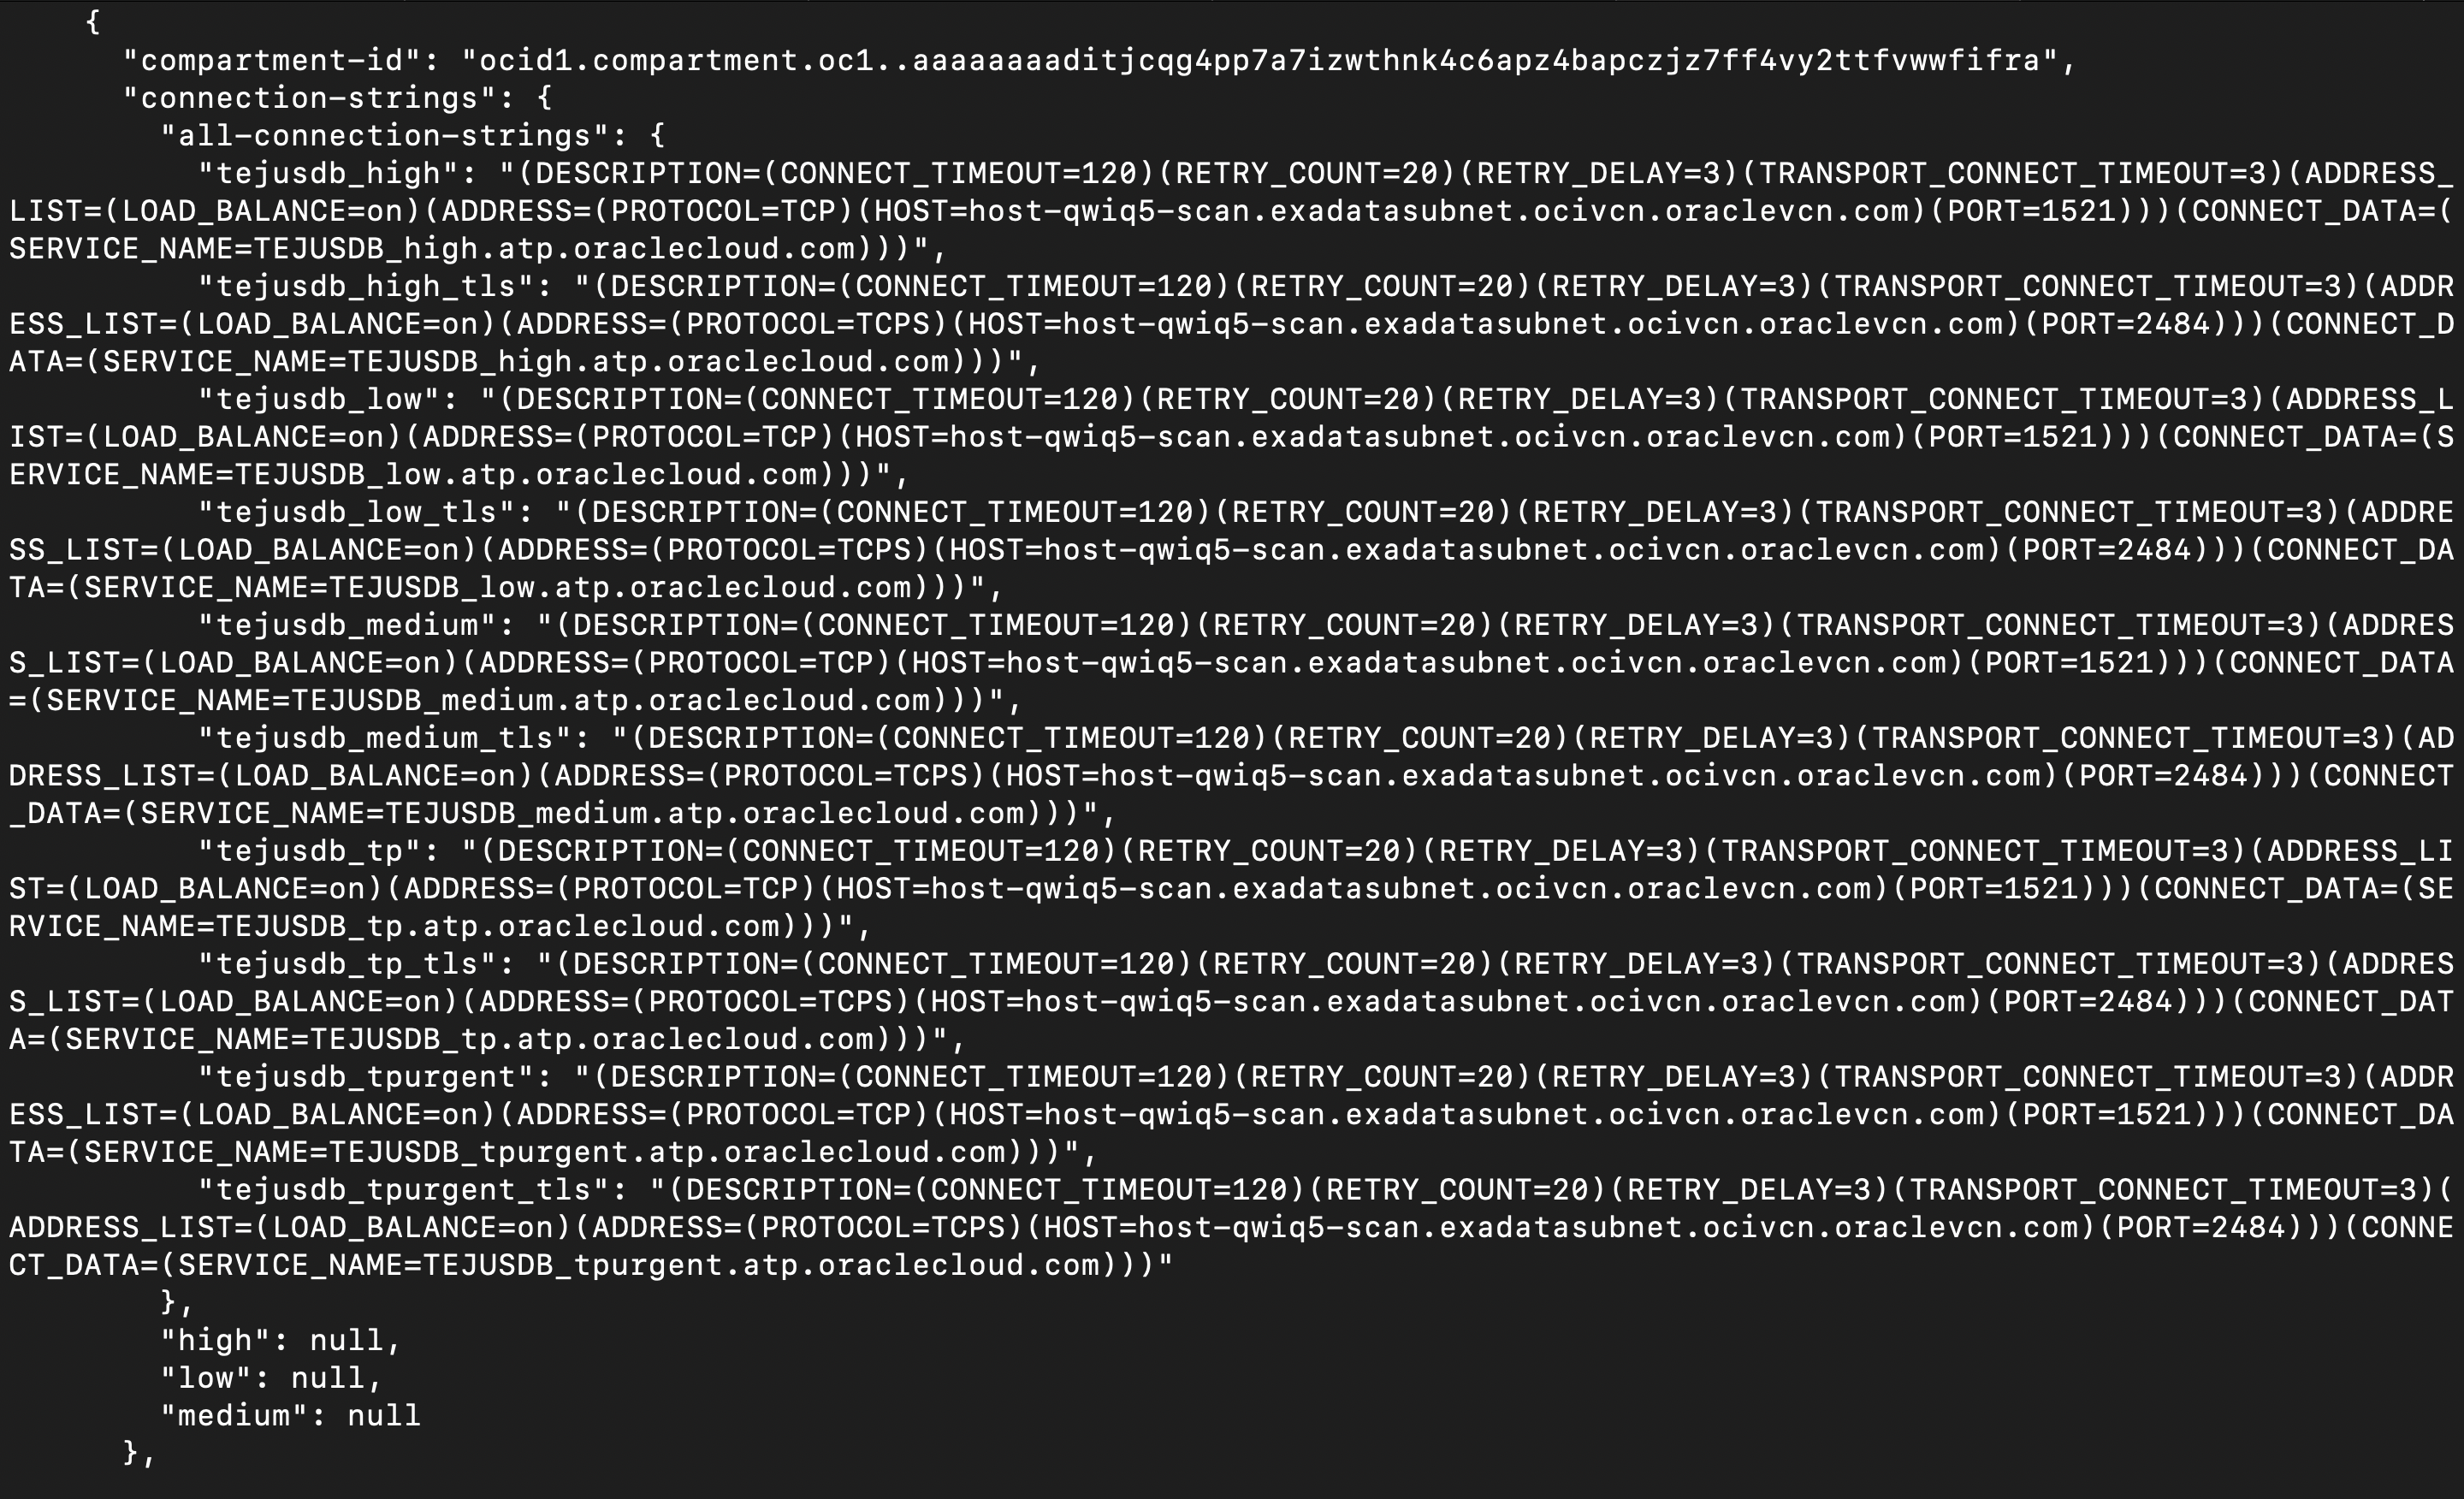 {
"compartment-id": "ocid1.compartment.oc1..aaaaaaaaditjcqg4pp7a7izwthnk4c6apz4bapczjz7ff4vy2ttfvwwfifra",
"connection-strings": {
"all-connection-strings": {
"tejusdb_high": "(DESCRIPTION=(CONNECT_TIMEOUT=120)(RETRY_COUNT=20)(RETRY_DELAY=3)(TRANSPORT_CONNECT_TIMEOUT=3)(ADDRESS_
LIST=(LOAD_BALANCE=on)(ADDRESS=(PROTOCOL=TCP)(HOST=host-qwiq5-scan.exadatasubnet.ocivcn.oraclevcn.com)(PORT=1521)))(CONNECT_DATA=(
SERVICE_NAME=TEJUSDB_high.atp.oraclecloud.com)))",
"tejusdb_high_tls": "(DESCRIPTION=(CONNECT_TIMEOUT=120)(RETRY_COUNT=20)(RETRY_DELAY=3)(TRANSPORT_CONNECT_TIMEOUT=3)(ADDR
ESS_LIST=(LOAD_BALANCE=on)(ADDRESS=(PROTOCOL=TCPS)(HOST=host-qwiq5-scan.exadatasubnet.ocivcn.oraclevcn.com)(PORT=2484)))(CONNECT_D
ATA=(SERVICE_NAME=TEJUSDB_high.atp.oraclecloud.com)))",
"tejusdb_low": "(DESCRIPTION=(CONNECT_TIMEOUT=120)(RETRY_COUNT=20)(RETRY_DELAY=3)(TRANSPORT_CONNECT_TIMEOUT=3)(ADDRESS_L
IST=(LOAD_BALANCE=on)(ADDRESS=(PROTOCOL=TCP)(HOST=host-qwiq5-scan.exadatasubnet.ocivcn.oraclevcn.com)(PORT=1521)))(CONNECT_DATA=(S
ERVICE_NAME=TEJUSDB_low.atp.oraclecloud.com)))",
"tejusdb_low_tls": "(DESCRIPTION=(CONNECT_TIMEOUT=120)(RETRY_COUNT=20)(RETRY_DELAY=3)(TRANSPORT_CONNECT_TIMEOUT=3)(ADDRE
SS_LIST=(LOAD_BALANCE=on)(ADDRESS=(PROTOCOL=TCPS)(HOST=host-qwiq5-scan.exadatasubnet.ocivcn.oraclevcn.com)(PORT=2484)))(CONNECT_DA
TA=(SERVICE_NAME=TEJUSDB_low.atp.oraclecloud.com)))",
"tejusdb_medium": "(DESCRIPTION=(CONNECT_TIMEOUT=120)(RETRY_COUNT=20)(RETRY_DELAY=3)(TRANSPORT_CONNECT_TIMEOUT=3)(ADDRES
S_LIST=(LOAD_BALANCE=on)(ADDRESS=(PROTOCOL=TCP)(HOST=host-qwiq5-scan.exadatasubnet.ocivcn.oraclevcn.com)(PORT=1521)))(CONNECT_DATA
=(SERVICE_NAME=TEJUSDB_medium.atp.oraclecloud.com)))",
"tejusdb_medium_tls": "(DESCRIPTION=(CONNECT_TIMEOUT=120)(RETRY_COUNT=20)(RETRY_DELAY=3)(TRANSPORT_CONNECT_TIMEOUT=3)(AD
DRESS_LIST=(LOAD_BALANCE=on)(ADDRESS=(PROTOCOL=TCPS)(HOST=host-qwiq5-scan.exadatasubnet.ocivcn.oraclevcn.com)(PORT=2484)))(CONNECT
_DATA=(SERVICE_NAME=TEJUSDB_medium.atp.oraclecloud.com)))",
"tejusdb_tp": "(DESCRIPTION=(CONNECT_TIMEOUT=120)(RETRY_COUNT=20)(RETRY_DELAY=3)(TRANSPORT_CONNECT_TIMEOUT=3)(ADDRESS_LI
ST=(LOAD_BALANCE=on)(ADDRESS=(PROTOCOL=TCP)(HOST=host-qwiq5-scan.exadatasubnet.ocivcn.oraclevcn.com)(PORT=1521)))(CONNECT_DATA=(SE
RVICE_NAME=TEJUSDB_tp.atp.oraclecloud.com)))",
"tejusdb_tp_tls": "(DESCRIPTION=(CONNECT_TIMEOUT=120)(RETRY_COUNT=20)(RETRY_DELAY=3)(TRANSPORT_CONNECT_TIMEOUT=3)(ADDRES
S_LIST=(LOAD_BALANCE=on)(ADDRESS=(PROTOCOL=TCPS)(HOST=host-qwiq5-scan.exadatasubnet.ocivcn.oraclevcn.com)(PORT=2484)))(CONNECT_DAT
A=(SERVICE_NAME=TEJUSDB_tp.atp.oraclecloud.com)))",
"tejusdb_tpurgent": "(DESCRIPTION=(CONNECT_TIMEOUT=120)(RETRY_COUNT=20)(RETRY_DELAY=3)(TRANSPORT_CONNECT_TIMEOUT=3)(ADDR
ESS_LIST=(LOAD_BALANCE=on)(ADDRESS=(PROTOCOL=TCP)(HOST=host-qwiq5-scan.exadatasubnet.ocivcn.oraclevcn.com)(PORT=1521)))(CONNECT_DA
TA=(SERVICE_NAME=TEJUSDB_tpurgent.atp.oraclecloud.com)))",
"tejusdb_tpurgent_tls": "(DESCRIPTION=(CONNECT_TIMEOUT=120)(RETRY_COUNT=20)(RETRY_DELAY=3)(TRANSPORT_CONNECT_TIMEOUT=3)(
ADDRESS_LIST=(LOAD_BALANCE=on)(ADDRESS=(PROTOCOL=TCPS)(HOST=host-qwiq5-scan.exadatasubnet.ocivcn.oraclevcn.com)(PORT=2484)))(CONNE
CT_DATA=(SERVICE_NAME=TEJUSDB_tpurgent.atp.oraclecloud.com)))"
},
"high": null,
"low": null,
"medium": null
},